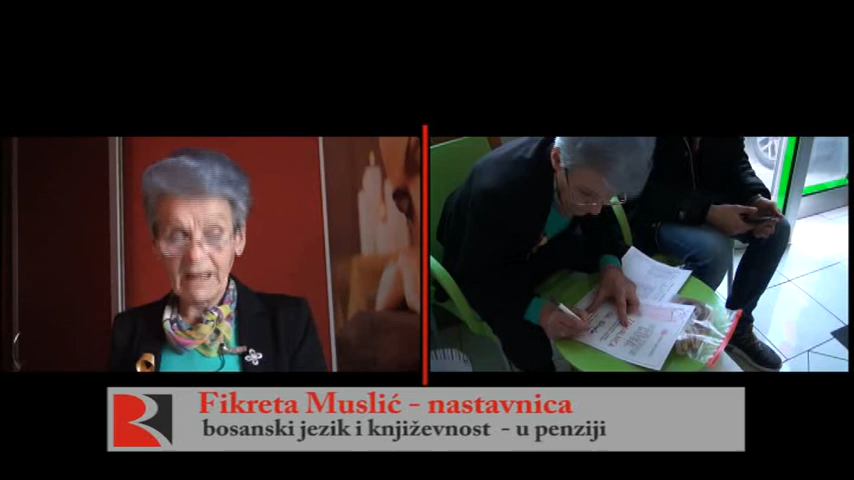 Fikreta Muslić - nastavnica
bosanski jezik i književnost - u penziji